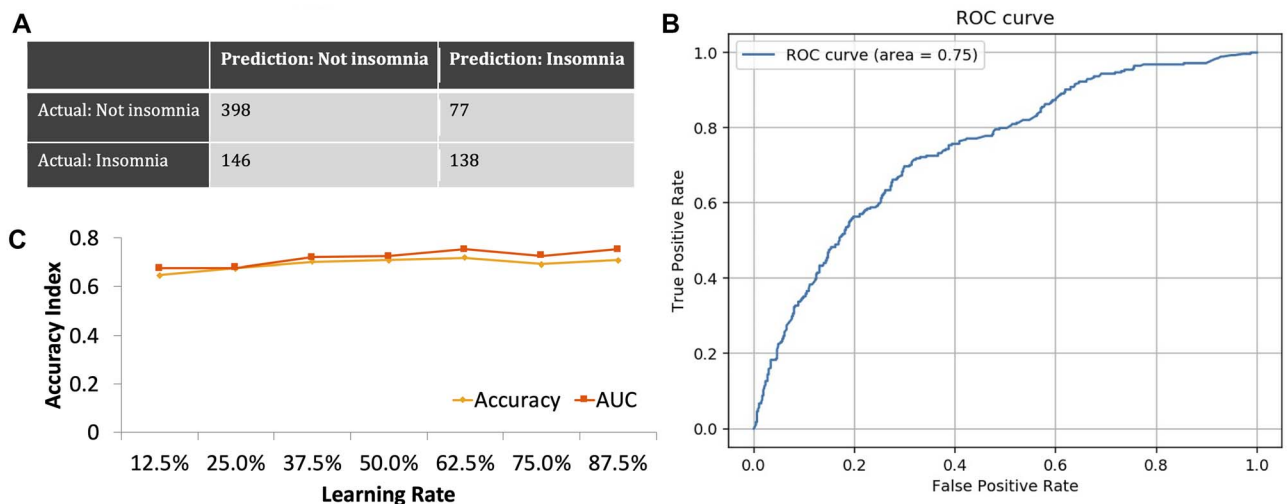 A
Prediction: Not insomnia Prediction: Insomnia
Actual: Not insomnia 398 77
Actual: Insomnia 146 138
B
ROC curve
ROC curve (area = 0.75)
1.0
0.8
0.6
0.4
0.2
0.0
True Positive Rate
0.0 0.2 0.4 0.6 0.8 1.0
False Positive Rate
C
0.8
0.6
0.4
0.2
0
Accuracy Index
Accuracy AUC
12.5% 25.0% 37.5% 50.0% 62.5% 75.0% 87.5%
Learning Rate